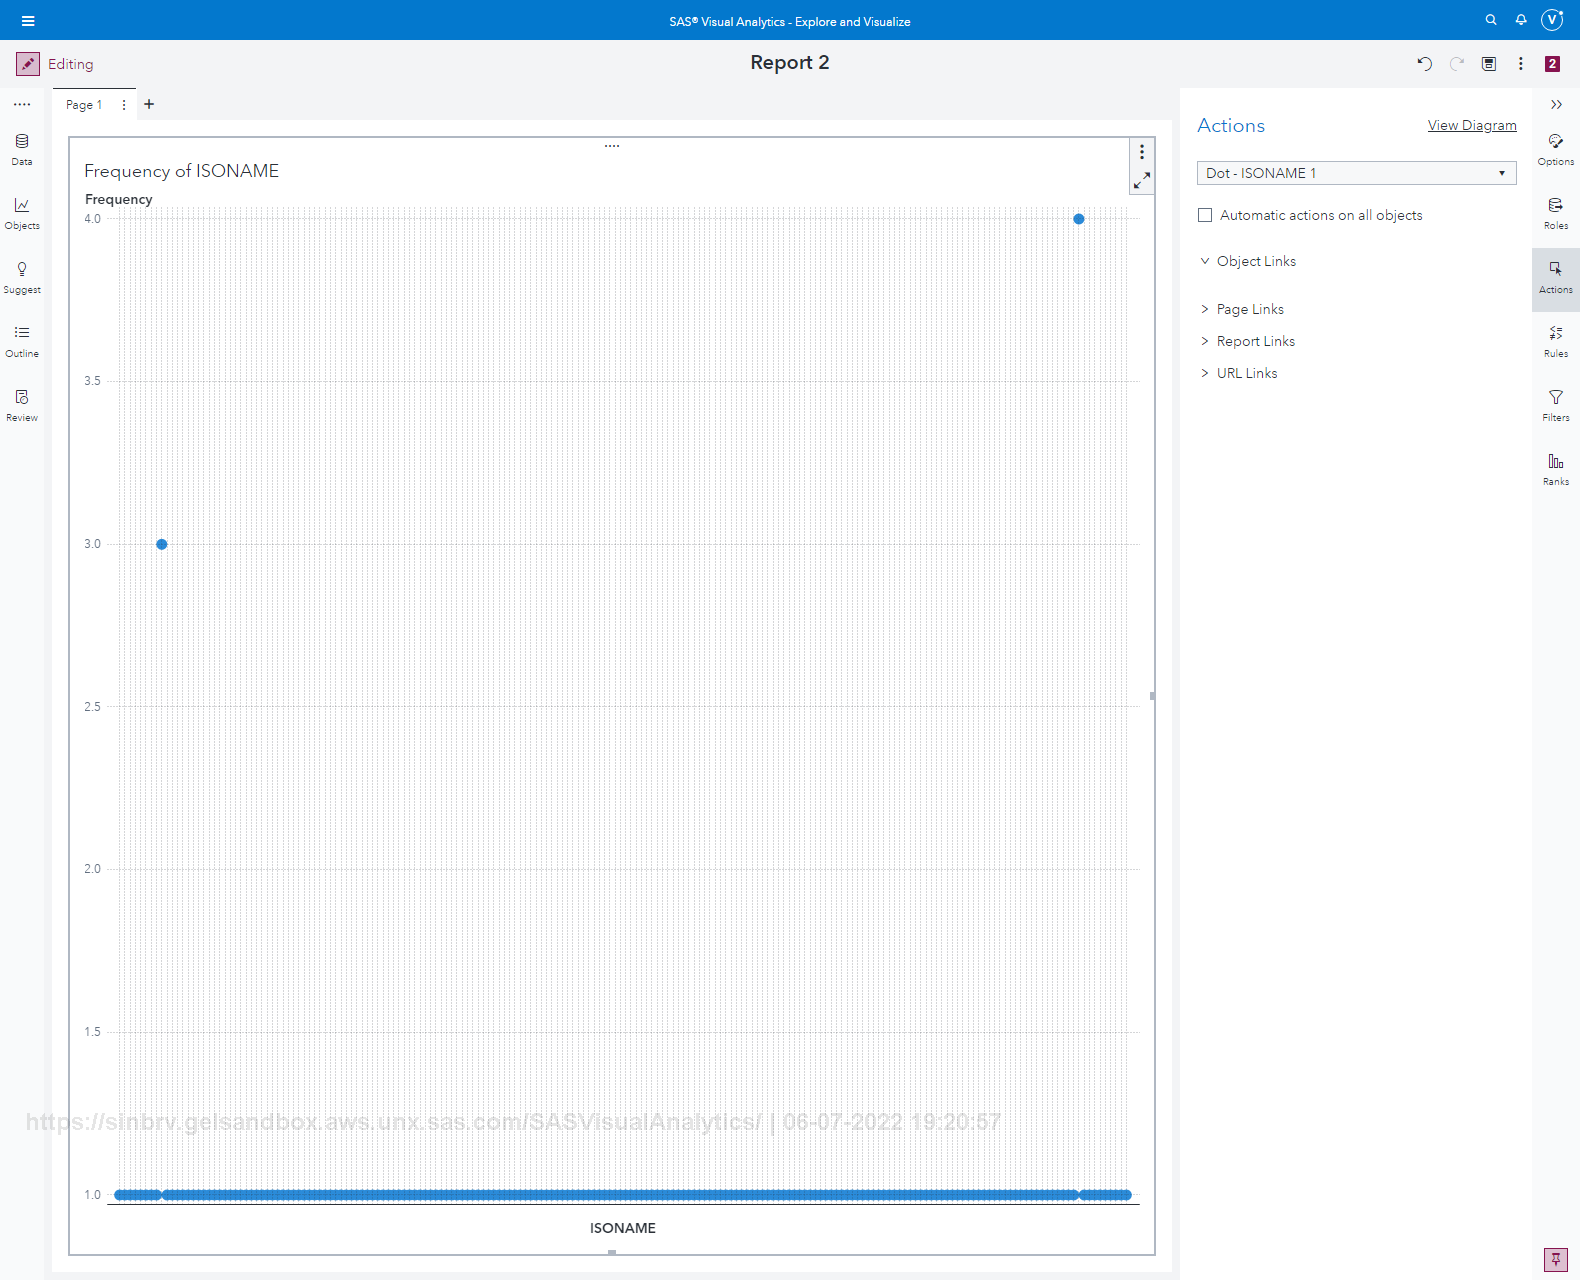 SAS® Visual Analytics - Explore and Visualize
V
Editing
Report 2
2
Page 1
Data
Objects
Suggest
Outline
Review
Frequency of ISONAME
Frequency
4.0
3.5
3.0
2.5
2.0
1.5
1.0
ISONAME
https://sinbrv.gelsandbox.aws.unx.sas.com/SASVisualAnalytics/ | 06-07-2022 19:20:57
Actions
View Diagram
Dot - ISONAME 1
Automatic actions on all objects
Object Links
Page Links
Report Links
URL Links
Options
Roles
Actions
Rules
Filters
Ranks